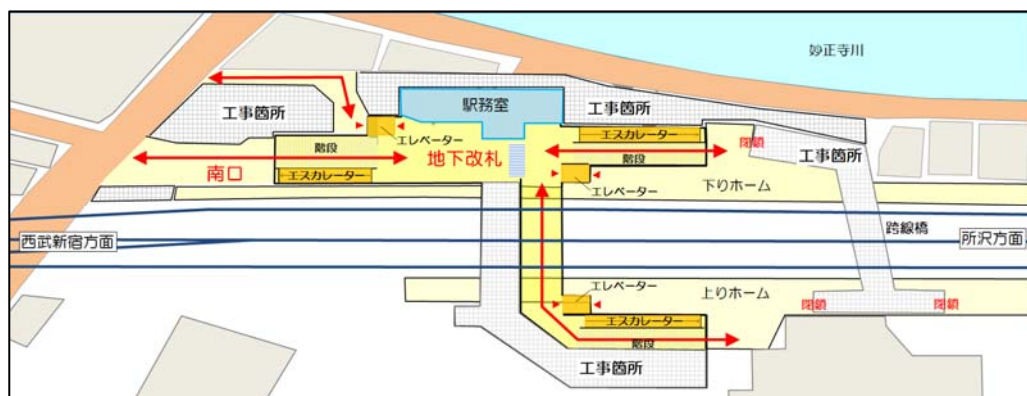 妙正寺川
工事箇所
駅務室
工事箇所
エレベーター
階段
地下改札
エスカレーター
階段
閉鎖
工事箇所
南口
エスカレーター
エレベーター
下りホーム
跨線橋
西武新宿方面
所沢方面
エレベーター
上りホーム
閉鎖
閉鎖
エスカレーター
階段
工事箇所